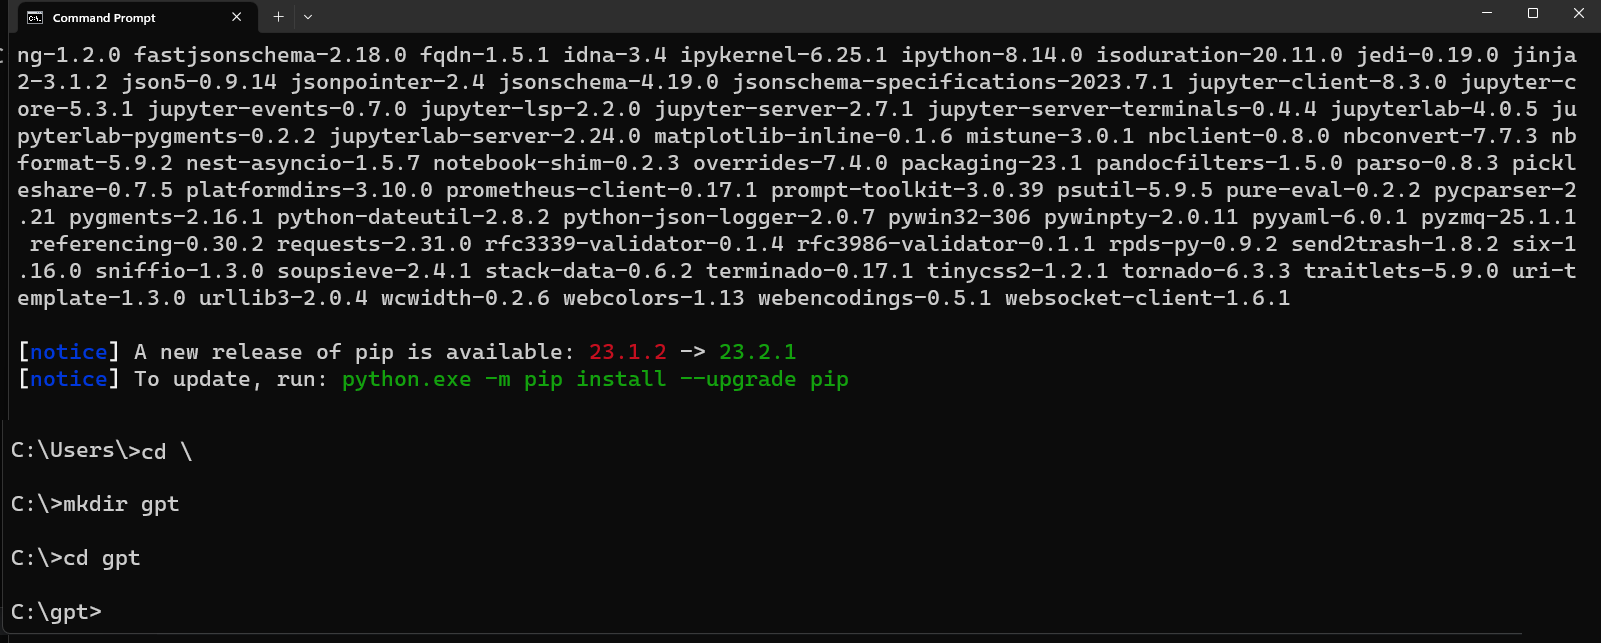 Command Prompt
ng-1.2.0 fastjsonschema-2.18.0 fqdn-1.5.1 idna-3.4 ipykernel-6.25.1 ipython-8.14.0 isoduration-20.11.0 jedi-0.19.0 jinja
2-3.1.2 json5-0.9.14 jsonpointer-2.4 jsonschema-4.19.0 jsonschema-specifications-2023.7.1 jupyter-client-8.3.0 jupyter-c
ore-5.3.1 jupyter-events-0.7.0 jupyter-lsp-2.2.0 jupyter-server-2.7.1 jupyter-server-terminals-0.4.4 jupyterlab-4.0.5 ju
pyterlab-pygments-0.2.2 jupyterlab-server-2.24.0 matplotlib-inline-0.1.6 mistune-3.0.1 nbclient-0.8.0 nbconvert-7.7.3 nb
format-5.9.2 nest-asyncio-1.5.7 notebook-shim-0.2.3 overrides-7.4.0 packaging-23.1 pandocfilters-1.5.0 parso-0.8.3 pickl
eshare-0.7.5 platformdirs-3.10.0 prometheus-client-0.17.1 prompt-toolkit-3.0.39 psutil-5.9.5 pure-eval-0.2.2 pycparser-2
.21 pygments-2.16.1 python-dateutil-2.8.2 python-json-logger-2.0.7 pywin32-306 pywinpty-2.0.11 pyyaml-6.0.1 pyzmq-25.1.1
referencing-0.30.2 requests-2.31.0 rfc3339-validator-0.1.4 rfc3986-validator-0.1.1 rpds-py-0.9.2 send2trash-1.8.2 six-1
.16.0 sniffio-1.3.0 soupsieve-2.4.1 stack-data-0.6.2 terminado-0.17.1 tinycss2-1.2.1 tornado-6.3.3 traitlets-5.9.0 uri-t
emplate-1.3.0 urllib3-2.0.4 wcwidth-0.2.6 webcolors-1.13 webencodings-0.5.1 websocket-client-1.6.1
[notice] A new release of pip is available: 23.1.2 -> 23.2.1
[notice] To update, run: python.exe -m pip install --upgrade pip
C:\Users\>cd \
C:\>mkdir gpt
C:\>cd gpt
C:\gpt>